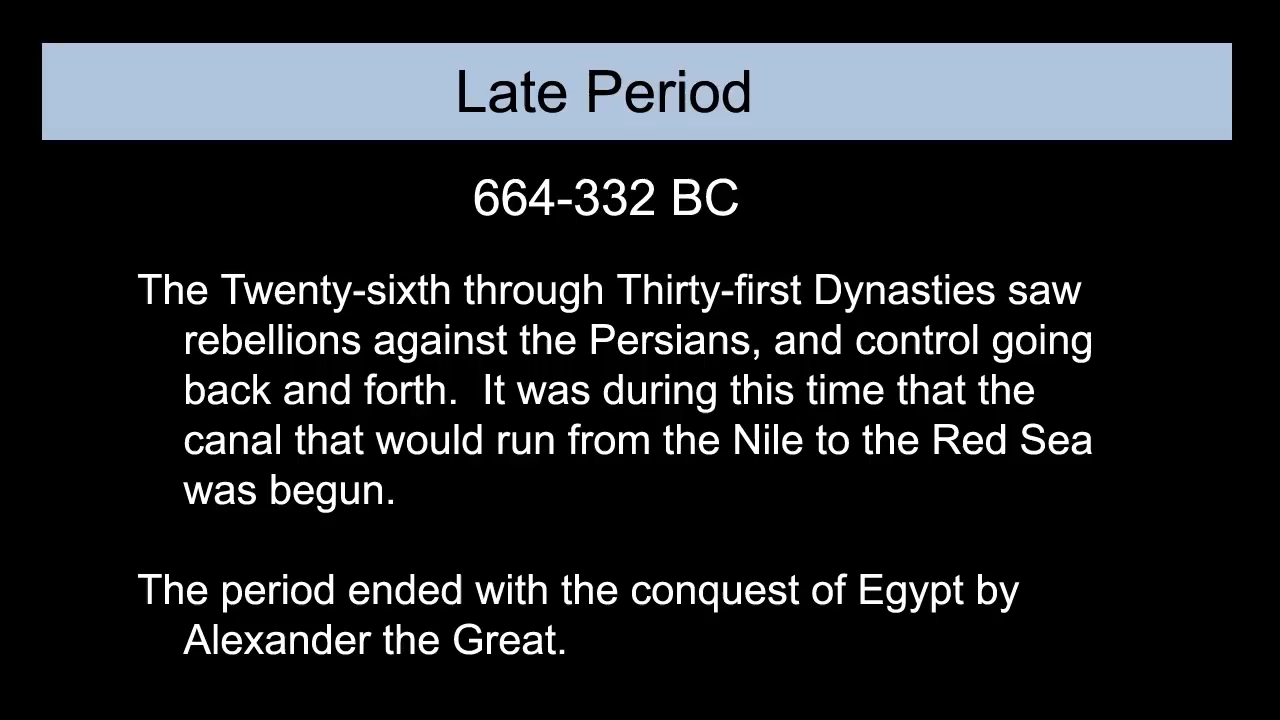 Late Period
664-332 BC
The Twenty-sixth through Thirty-first Dynasties saw
rebellions against the Persians, and control going
back and forth.  It was during this time that the
canal that would run from the Nile to the Red Sea
was begun.
The period ended with the conquest of Egypt by
Alexander the Great.